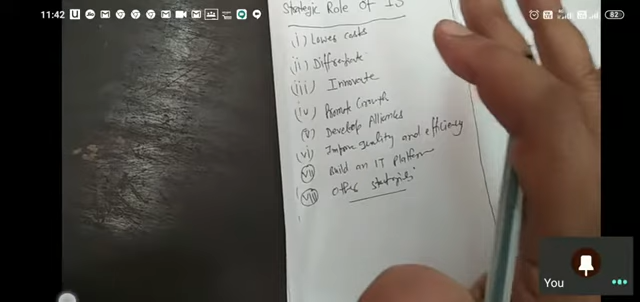 11:42
82
Strategic Role of IS
(i) Lower costs
(ii) Differentiate
(iii) Innovate
(iv) Promote Growth
(v) Develop Alliances
(vi) Improve quality and efficiency
(vii) Build an IT Platform
(viii) Other strategies
You